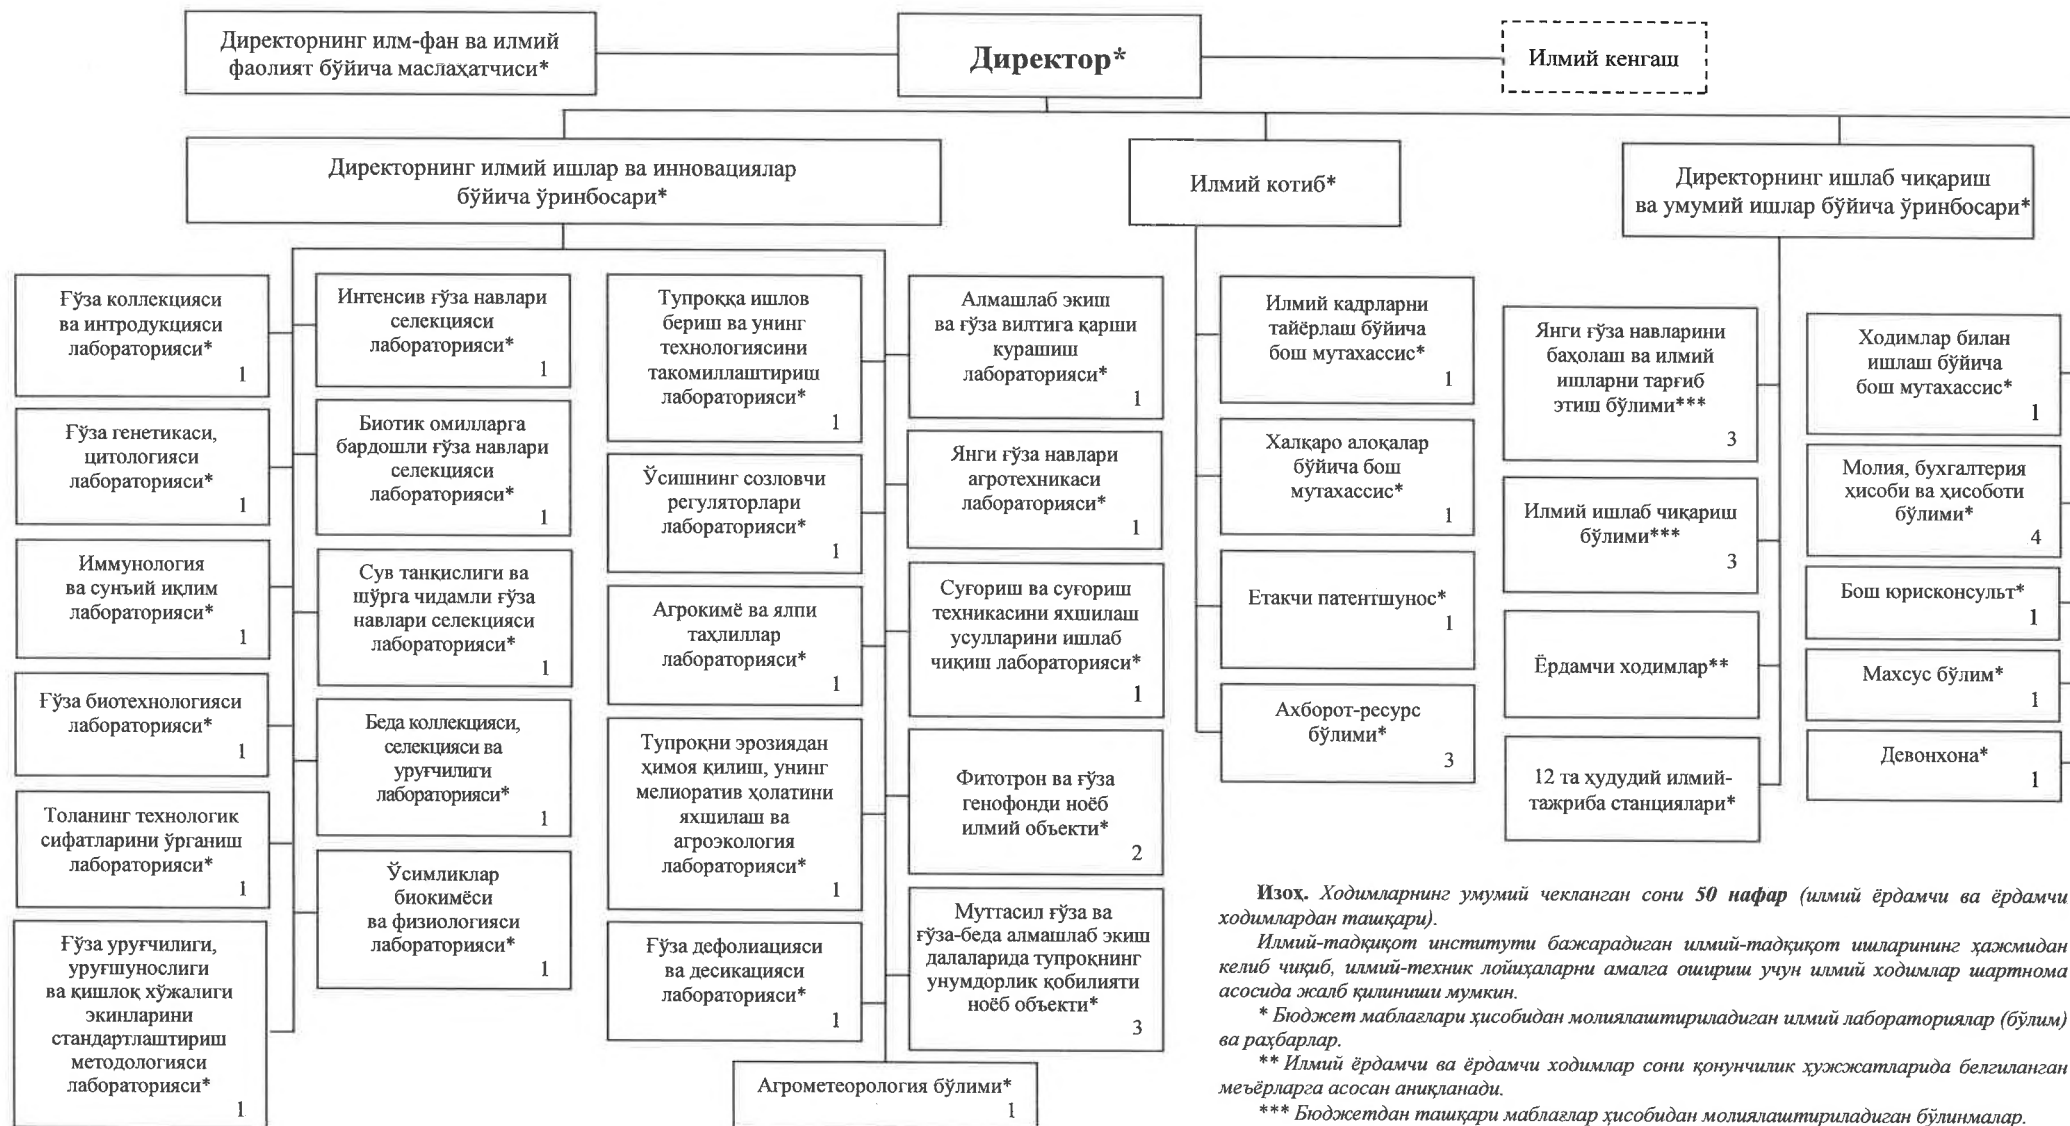 Директорнинг илм-фан ва илмий
фаолият бўйича маслаҳатчиси*
Директор*
Илмий кенгаш
Директорнинг илмий ишлар ва инновациялар
бўйича ўринбосари*
Илмий котиб*
Директорнинг ишлаб чиқариш
ва умумий ишлар бўйича ўринбосари*
Ғўза коллекцияси
ва интродукцияси
лабораторияси*
1
Ғўза генетикаси,
цитологияси
лабораторияси*
1
Иммунология
ва сунъий иқлим
лабораторияси*
1
Ғўза биотехнологияси
лабораторияси*
1
Толанинг технологик
сифатларини ўрганиш
лабораторияси*
1
Ғўза уруғчилиги,
уруғшунослиги
ва қишлоқ хўжалиги
экинларини
стандартлаштириш
методологияси
лабораторияси*
1
Интенсив ғўза навлари
селекцияси
лабораторияси*
1
Биотик омилларга
бардошли ғўза навлари
селекцияси
лабораторияси*
1
Сув танқислиги ва
шўрга чидамли ғўза
навлари селекцияси
лабораторияси*
1
Беда коллекцияси,
селекцияси ва
уруғчилиги
лабораторияси*
1
Ўсимликлар
биокимёси
ва физиологияси
лабораторияси*
1
Тупроққа ишлов
бериш ва унинг
технологиясини
такомиллаштириш
лабораторияси*
1
Ўсишнинг созловчи
регуляторлари
лабораторияси*
1
Агрокимё ва ялпи
таҳлиллар
лабораторияси*
1
Тупроқни эрозиядан
ҳимоя қилиш, унинг
мелиоратив ҳолатини
яхшилаш ва
агроэкология
лабораторияси*
1
Ғўза дефолиацияси
ва десикацияси
лабораторияси*
1
Алмашлаб экиш
ва ғўза вилтига қарши
курашиш
лабораторияси*
1
Янги ғўза навлари
агротехникаси
лабораторияси*
1
Суғориш ва суғориш
техникасини яхшилаш
усулларини ишлаб
чиқиш лабораторияси*
1
Фитотрон ва ғўза
генофонди ноёб
илмий объекти*
2
Муттасил ғўза ва
ғўза-беда алмашлаб экиш
далаларида тупроқнинг
унумдорлик қобилияти
ноёб объекти*
3
Агрометеорология бўлими*
1
Илмий кадрларни
тайёрлаш бўйича
бош мутахассис*
1
Халқаро алоқалар
бўйича бош
мутахассис*
1
Етакчи патентшунос*
1
Ахборот-ресурс
бўлими*
3
Янги ғўза навларини
баҳолаш ва илмий
ишларни тарғиб
этиш бўлими***
3
Илмий ишлаб чиқариш
бўлими***
3
Ёрдамчи ходимлар**
12 та ҳудудий илмий-
тажриба станциялари*
Ходимлар билан
ишлаш бўйича
бош мутахассис*
1
Молия, бухгалтерия
ҳисоби ва ҳисоботи
бўлими*
4
Бош юрисконсульт*
1
Махсус бўлим*
1
Девонхона*
1
Изоҳ. Ходимларнинг умумий чекланган сони 50 нафар (илмий ёрдамчи ва ёрдамчи
ходимлардан ташқари).
Илмий-тадқиқот институти бажарадиган илмий-тадқиқот ишларининг ҳажмидан
келиб чиқиб, илмий-техник лойиҳаларни амалга ошириш учун илмий ходимлар шартнома
асосида жалб қилиниши мумкин.
* Бюджет маблағлари ҳисобидан молиялаштириладиган илмий лабораториялар (бўлим)
ва раҳбарлар.
** Илмий ёрдамчи ва ёрдамчи ходимлар сони қонунчилик ҳужжатларида белгиланган
меъёрларга асосан аниқланади.
*** Бюджетдан ташқари маблағлар ҳисобидан молиялаштириладиган бўлинмалар.